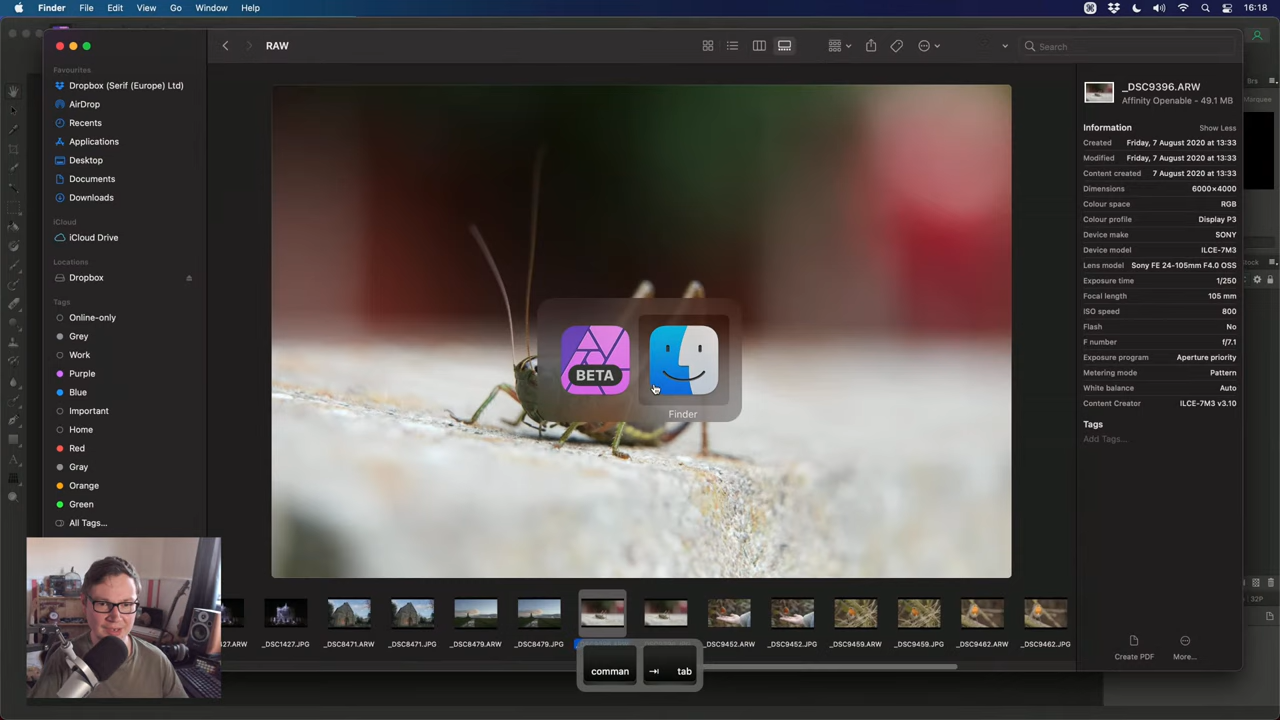 Finder File Edit View Go Window Help 16:18
RAW
Search
Favourites
Dropbox (Serif (Europe) Ltd)
AirDrop
Recents
Applications
Desktop
Documents
Downloads
iCloud
iCloud Drive
Locations
Dropbox
Tags
Online-only
Grey
Work
Purple
Blue
Important
Home
Red
Gray
Orange
Green
All Tags...
BETA
Finder
_DSC9396.ARW
Affinity Openable - 49.1 MB
Information Show Less
Created Friday, 7 August 2020 at 13:33
Modified Friday, 7 August 2020 at 13:33
Content created 7 August 2020 at 13:33
Dimensions 6000×4000
Colour space RGB
Colour profile Display P3
Device make SONY
Device model ILCE-7M3
Lens model Sony FE 24-105mm F4.0 OSS
Exposure time 1/250
Focal length 105 mm
ISO speed 800
Flash No
F number f/7.1
Exposure program Aperture priority
Metering mode Pattern
White balance Auto
Content Creator ILCE-7M3 v3.10
Tags
Add Tags...
Create PDF More...
Brs
Marquee
tock
32P
427.ARW _DSC1427.JPG _DSC8471.ARW _DSC8471.JPG _DSC8479.ARW _DSC8479.JPG _DSC9452.ARW _DSC9452.JPG _DSC9459.ARW _DSC9459.JPG _DSC9462.ARW _DSC9462.JPG
comman tab